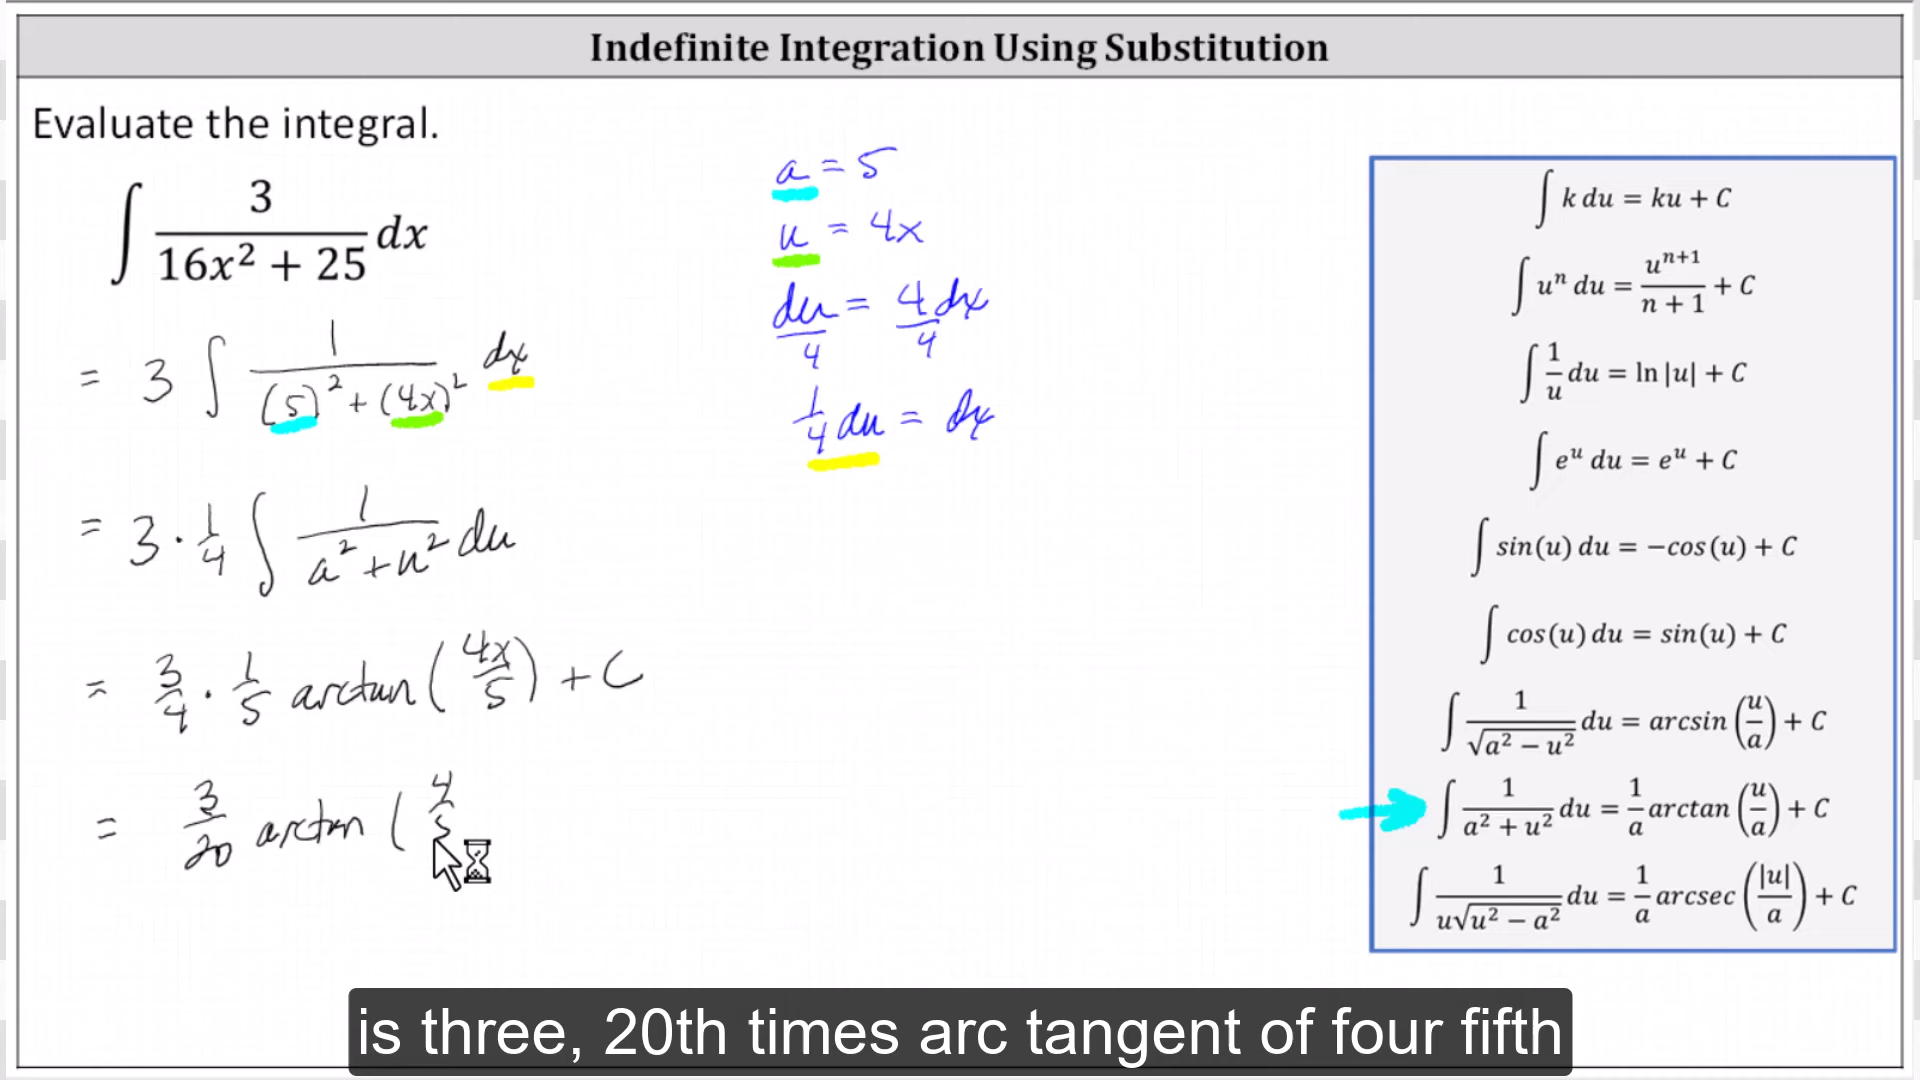 Indefinite Integration Using Substitution
Evaluate the integral.
∫ 3/(16x² + 25) dx
= 3 ∫ 1/((5)² + (4x)²) dx
= 3 · 1/4 ∫ 1/(a² + u²) du
= 3/4 · 1/5 arctan(4x/5) + C
= 3/20 arctan(4/5
a = 5
u = 4x
du/4 = 4dx/4
1/4 du = dx
∫ k du = ku + C
∫ uⁿ du = uⁿ⁺¹/(n + 1) + C
∫ 1/u du = ln|u| + C
∫ eᵘ du = eᵘ + C
∫ sin(u) du = −cos(u) + C
∫ cos(u) du = sin(u) + C
∫ 1/√(a² − u²) du = arcsin(u/a) + C
∫ 1/(a² + u²) du = 1/a arctan(u/a) + C
∫ 1/(u√(u² − a²)) du = 1/a arcsec(|u|/a) + C
is three, 20th times arc tangent of four fifth